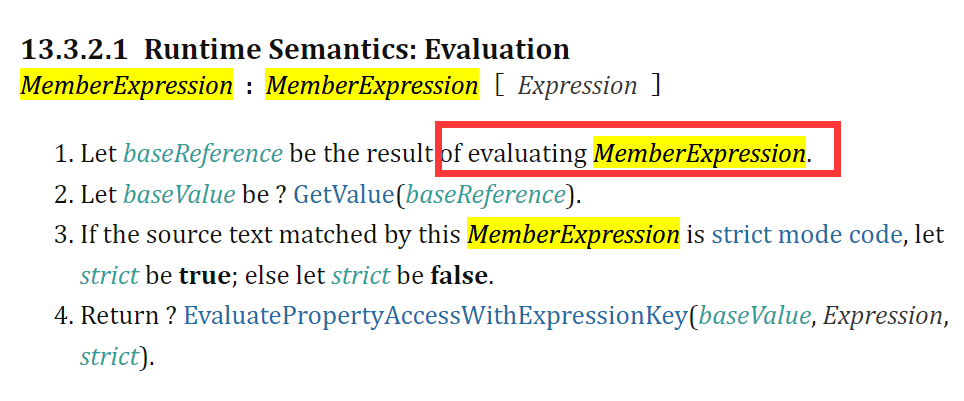 13.3.2.1 Runtime Semantics: Evaluation
MemberExpression : MemberExpression [ Expression ]
1. Let baseReference be the result of evaluating MemberExpression.
2. Let baseValue be ? GetValue(baseReference).
3. If the source text matched by this MemberExpression is strict mode code, let
strict be true; else let strict be false.
4. Return ? EvaluatePropertyAccessWithExpressionKey(baseValue, Expression,
strict).